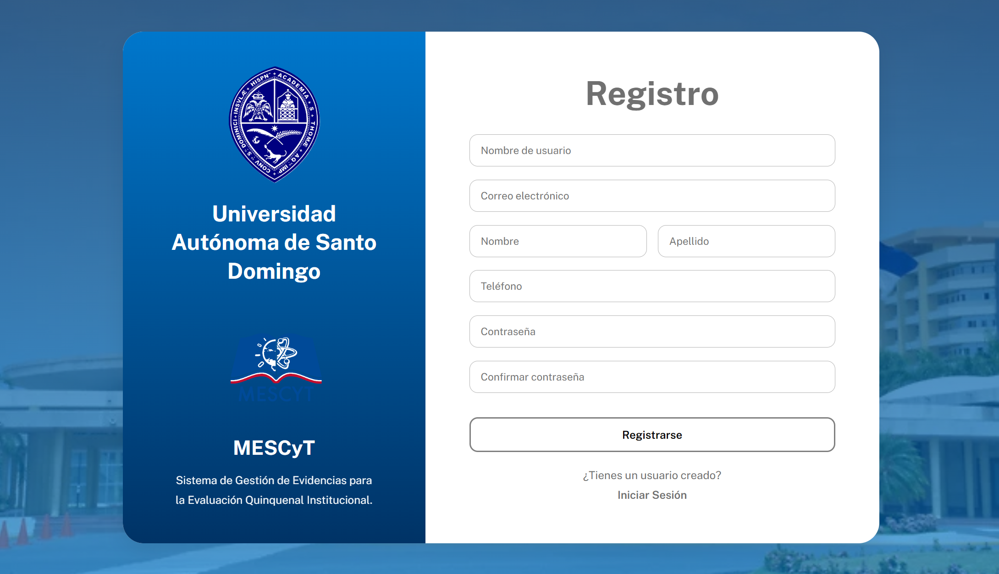 CONV + S. DOMINICI + INSVLÆ + HISPN + ACADEMIA + S + THOMÆ + AQ. IMP. +
Universidad
Autónoma de Santo
Domingo
MESCYT
MESCyT
Sistema de Gestión de Evidencias para
la Evaluación Quinquenal Institucional.
Registro
Nombre de usuario
Correo electrónico
Nombre
Apellido
Teléfono
Contraseña
Confirmar contraseña
Registrarse
¿Tienes un usuario creado?
Iniciar Sesión